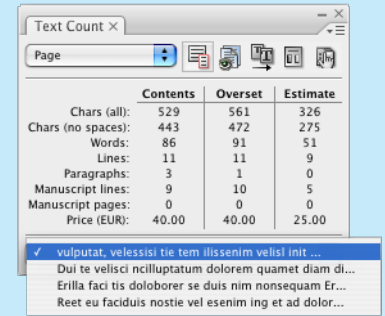 Text Count ×
Page
Contents Overset Estimate
Chars (all): 529 561 326
Chars (no spaces): 443 472 275
Words: 86 91 51
Lines: 11 11 9
Paragraphs: 3 1 0
Manuscript lines: 9 10 5
Manuscript pages: 0 0 0
Price (EUR): 40.00 40.00 25.00
✓ vulputat, velessisi tie tem ilissenim velisl init ...
Dui te velisci ncilluptatum dolorem quamet diam di...
Erilla faci tis doloborer se duis nim nonsequam Er...
Reet eu faciduis nostie vel esenim ing et ad dolor...